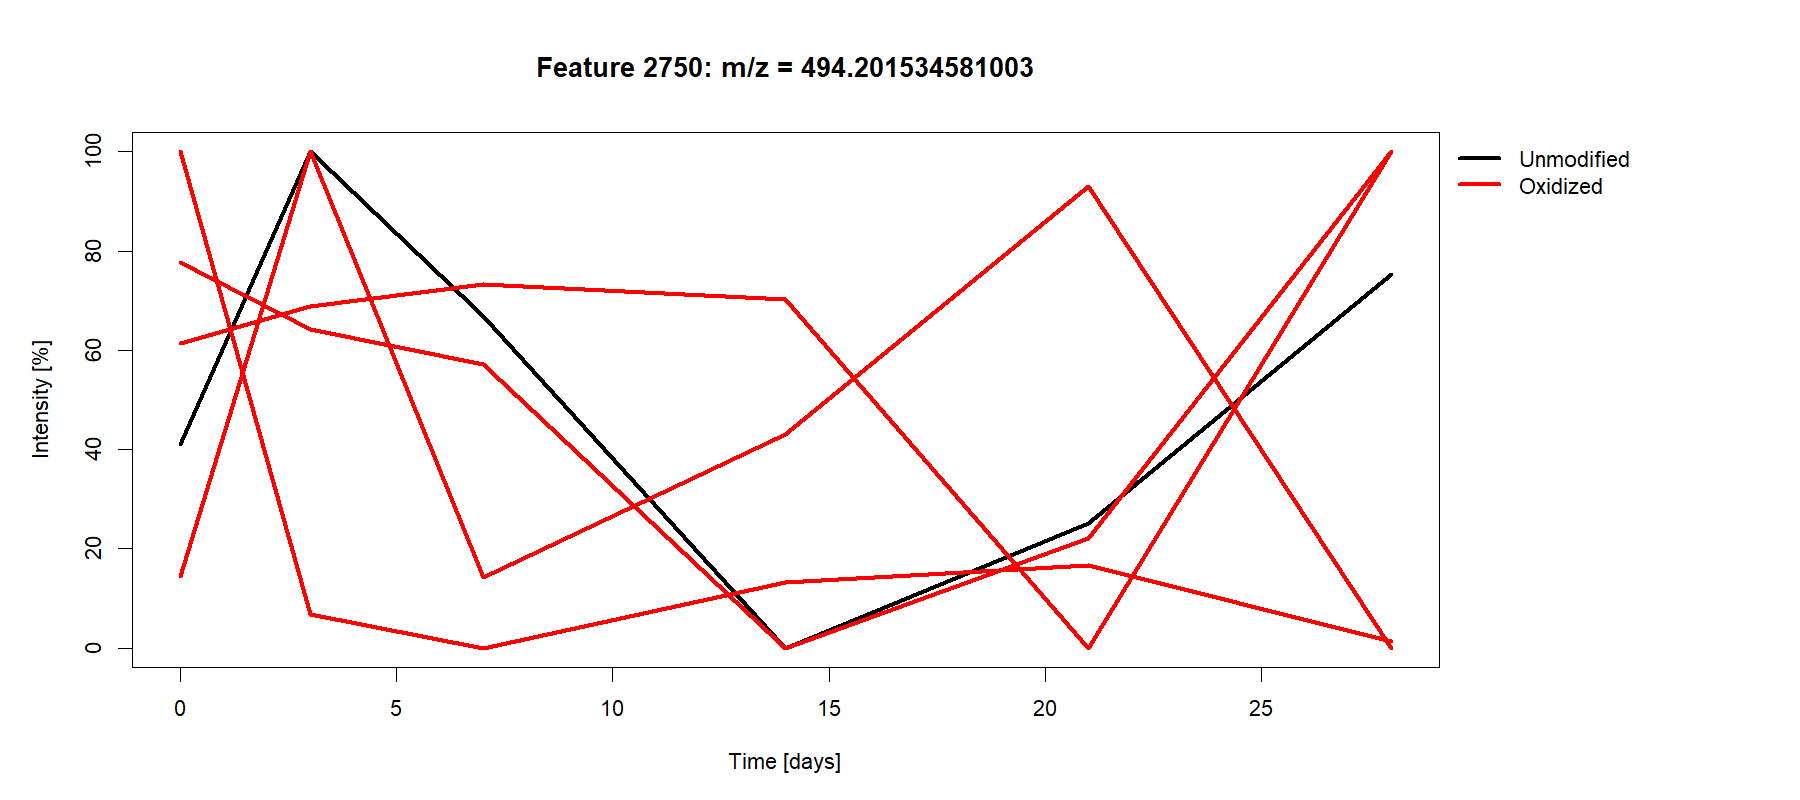 Feature 2750: m/z = 494.201534581003
100
80
60
40
20
0
Intensity [%]
0 5 10 15 20 25
Time [days]
Unmodified
Oxidized